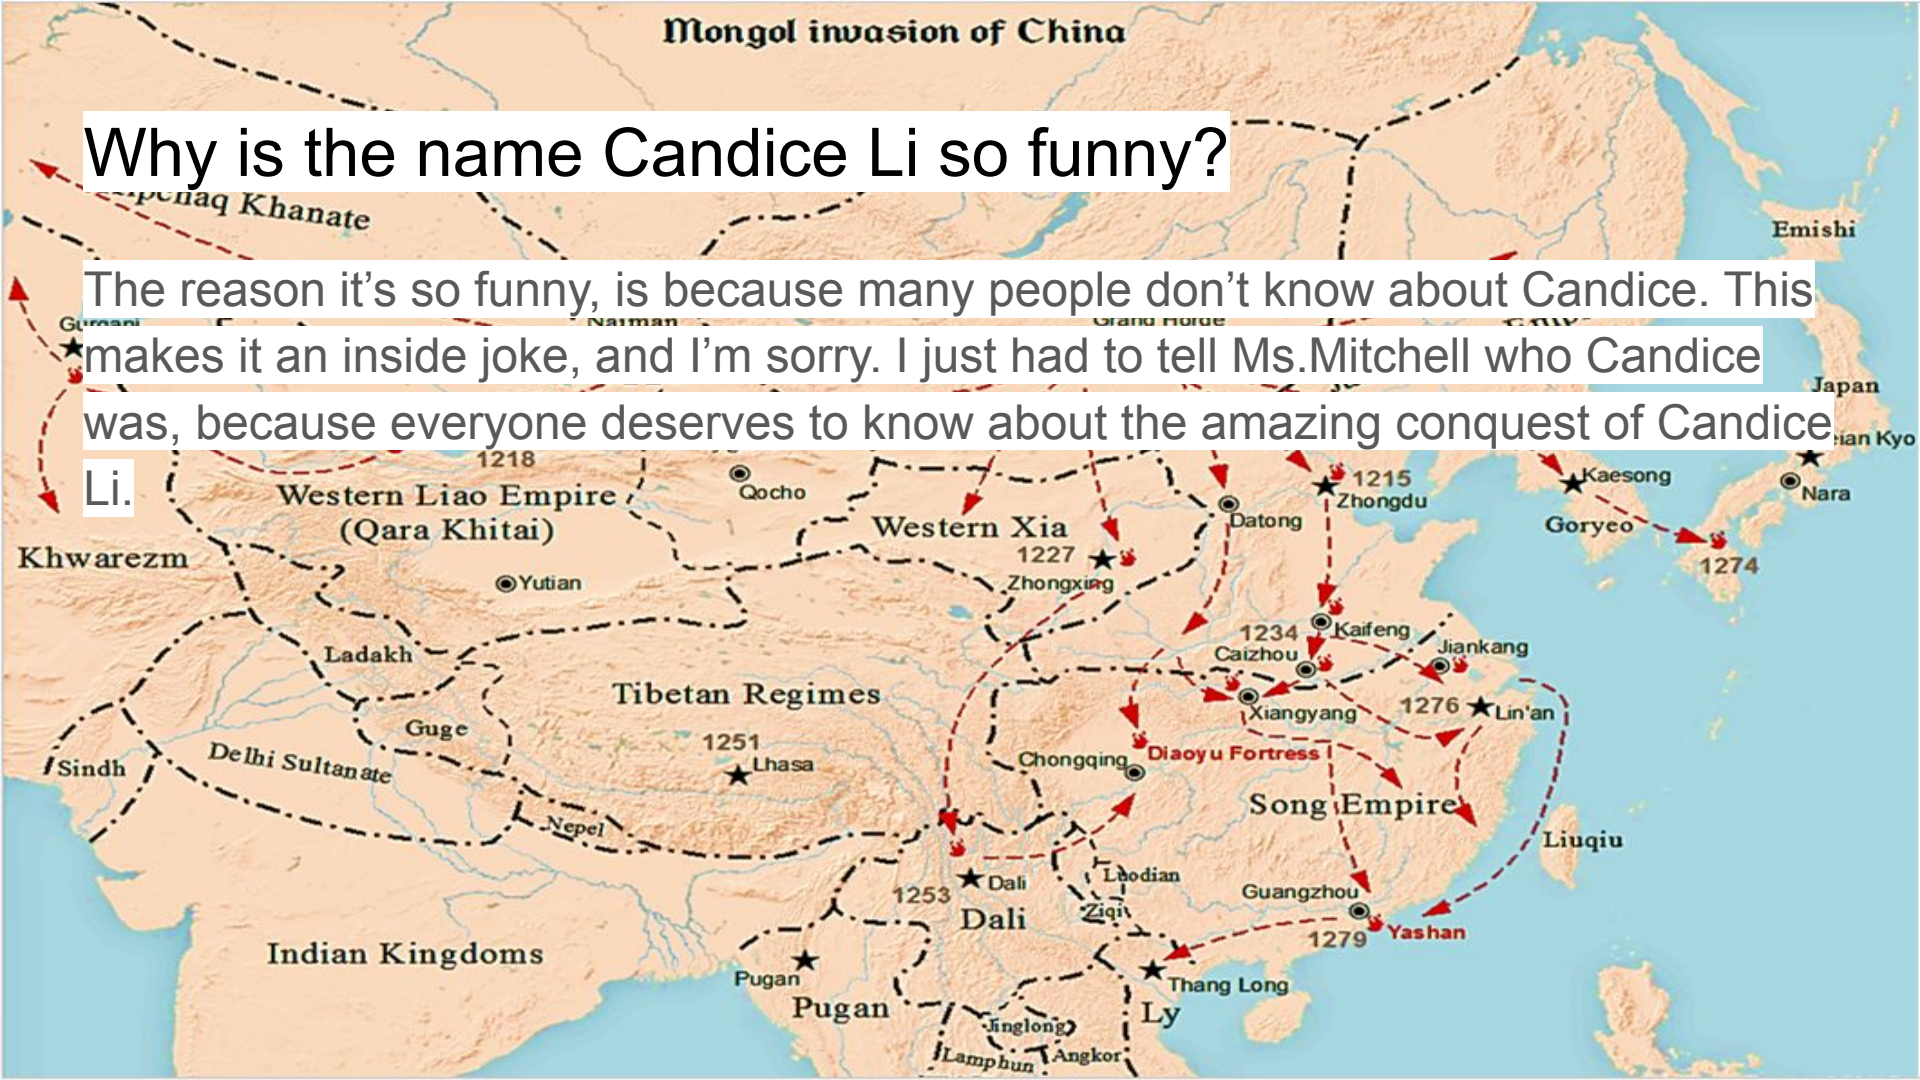 Mongol invasion of China
Why is the name Candice Li so funny?
Khanate
Emishi
The reason it’s so funny, is because many people don’t know about Candice. This
makes it an inside joke, and I’m sorry. I just had to tell Ms.Mitchell who Candice
was, because everyone deserves to know about the amazing conquest of Candice
Li.
Gurganj
Naiman
Grand Horde
Japan
Kyo
1218
Western Liao Empire
(Qara Khitai)
Qocho
Western Xia
1227
Zhongxing
Datong
1215
Zhongdu
Kaesong
Goryeo
Nara
1274
Khwarezm
Yutian
1234
Kaifeng
Caizhou
Jiankang
Ladakh
Tibetan Regimes
Xiangyang
1276
Lin'an
Guge
1251
Lhasa
Sindh
Delhi Sultanate
Chongqing
Diaoyu Fortress
Song Empire
Nepel
Liuqiu
1253
Dali
Dali
Luodian
Ziqi
Guangzhou
1279
Yashan
Indian Kingdoms
Pugan
Pugan
Thang Long
Ly
Jinglong
Lamphun
Angkor